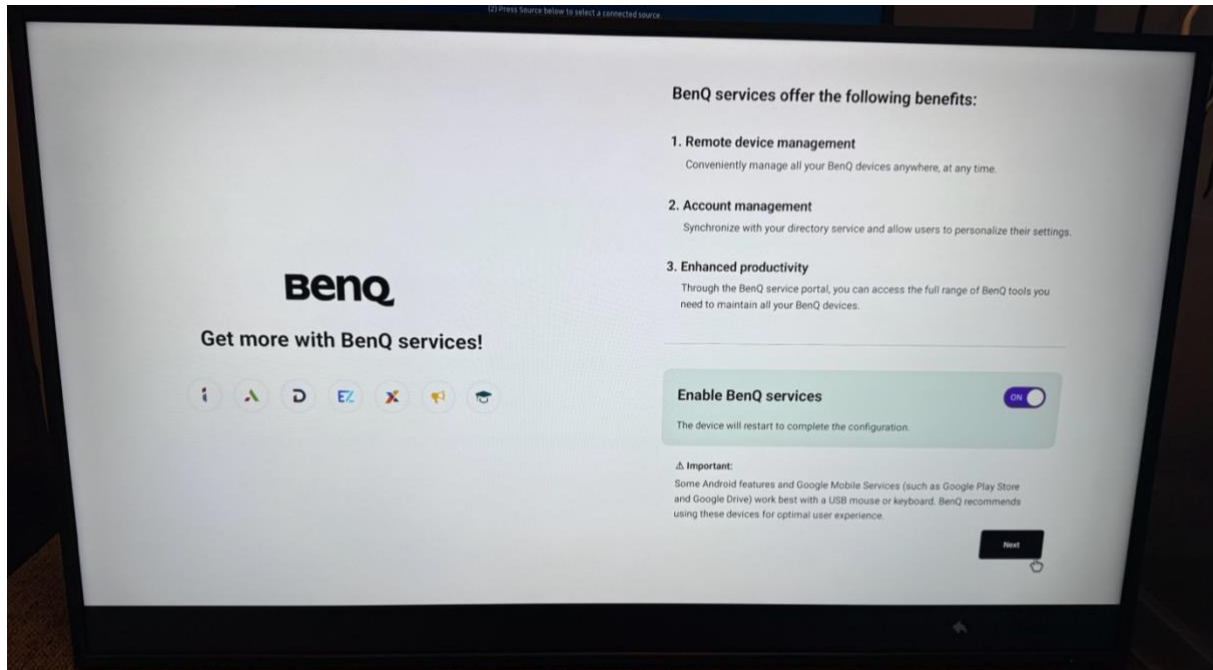 (2) Press Source below to select a connected source.
BenQ
Get more with BenQ services!
i
D
EZ
X
BenQ services offer the following benefits:
1. Remote device management
Conveniently manage all your BenQ devices anywhere, at any time.
2. Account management
Synchronize with your directory service and allow users to personalize their settings.
3. Enhanced productivity
Through the BenQ service portal, you can access the full range of BenQ tools you
need to maintain all your BenQ devices.
Enable BenQ services
ON
The device will restart to complete the configuration.
⚠ Important:
Some Android features and Google Mobile Services (such as Google Play Store
and Google Drive) work best with a USB mouse or keyboard. BenQ recommends
using these devices for optimal user experience.
Next